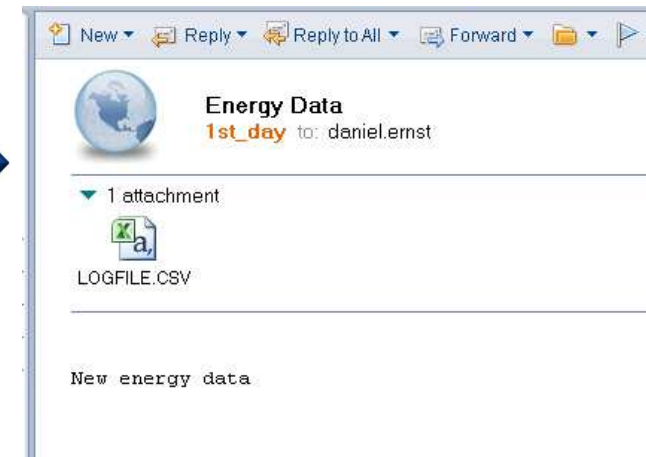 New Reply Reply to All Forward
Energy Data
1st_day to: daniel.ernst
1 attachment
a,
LOGFILE.CSV
New energy data